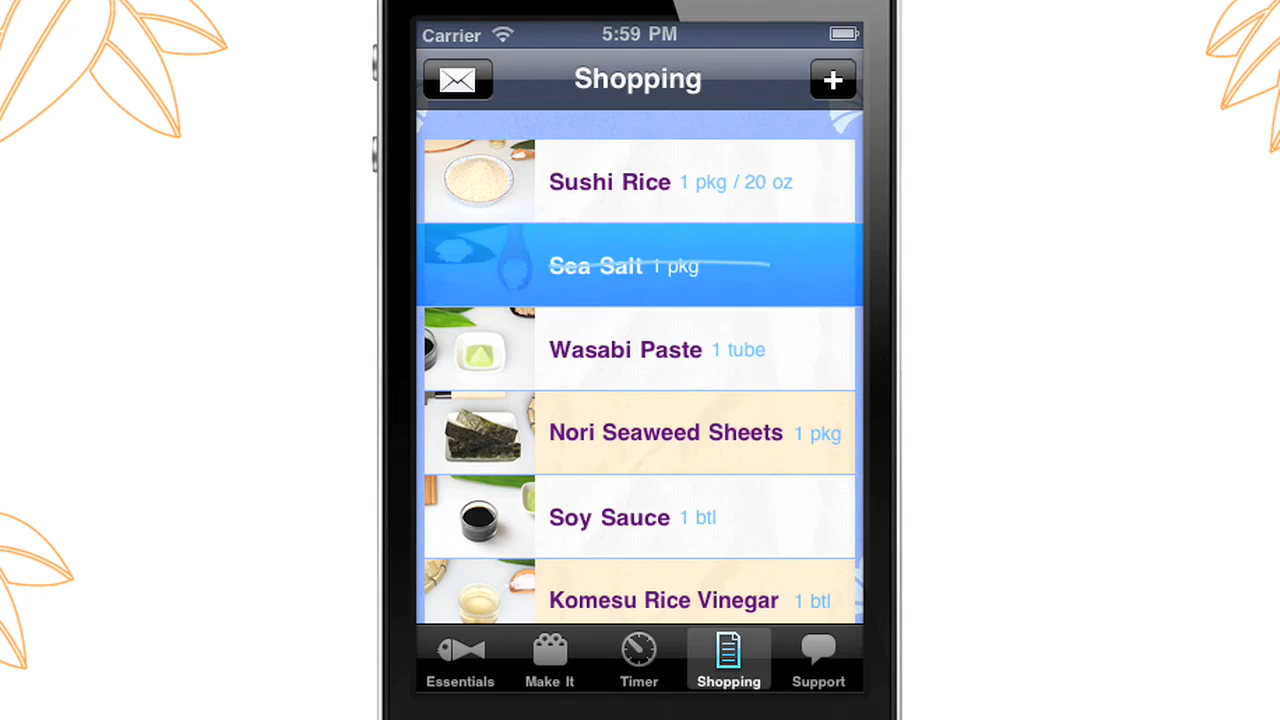 Carrier 5:59 PM
Shopping
Sushi Rice 1 pkg / 20 oz
Sea Salt 1 pkg
Wasabi Paste 1 tube
Nori Seaweed Sheets 1 pkg
Soy Sauce 1 btl
Komesu Rice Vinegar 1 btl
Essentials Make It Timer Shopping Support